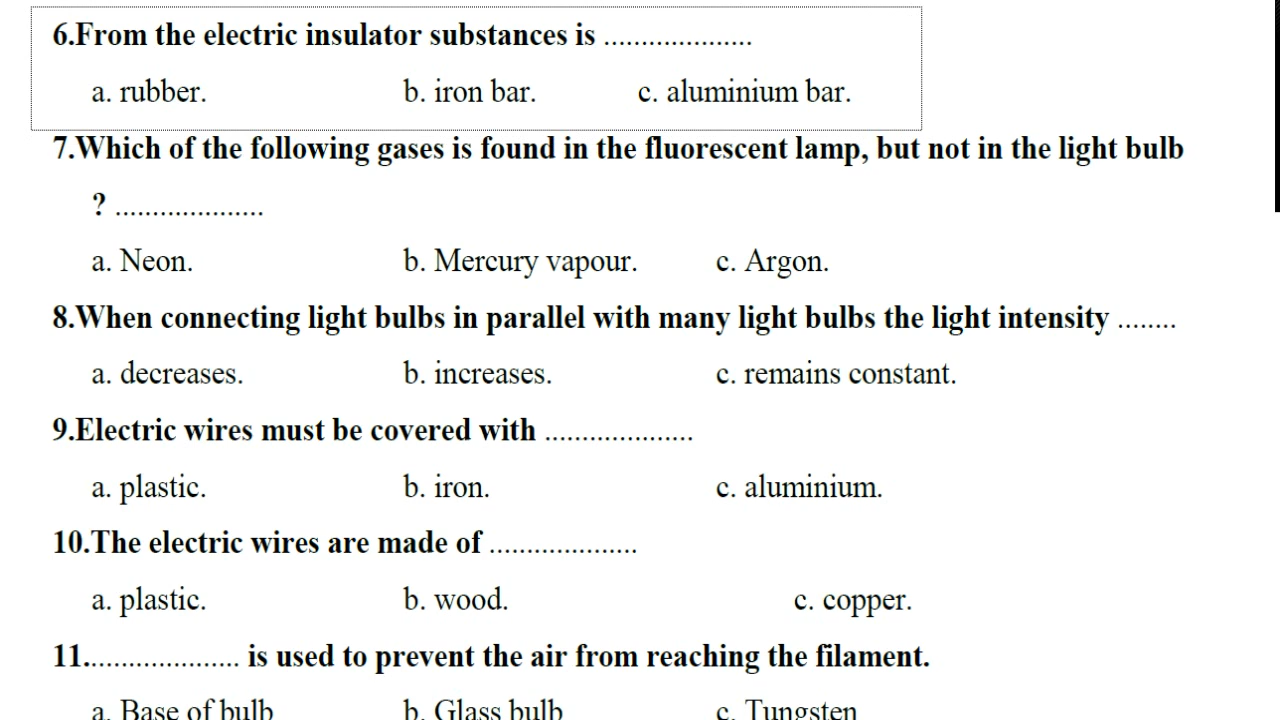 6.From the electric insulator substances is ....................
a. rubber. b. iron bar. c. aluminium bar.
7.Which of the following gases is found in the fluorescent lamp, but not in the light bulb
? ....................
a. Neon. b. Mercury vapour. c. Argon.
8.When connecting light bulbs in parallel with many light bulbs the light intensity ........
a. decreases. b. increases. c. remains constant.
9.Electric wires must be covered with ....................
a. plastic. b. iron. c. aluminium.
10.The electric wires are made of ....................
a. plastic. b. wood. c. copper.
11..................... is used to prevent the air from reaching the filament.
a. Base of bulb b. Glass bulb c. Tungsten